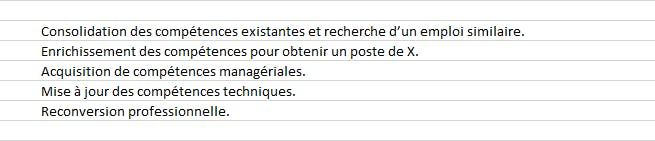 Consolidation des compétences existantes et recherche d’un emploi similaire.
Enrichissement des compétences pour obtenir un poste de X.
Acquisition de compétences managériales.
Mise à jour des compétences techniques.
Reconversion professionnelle.